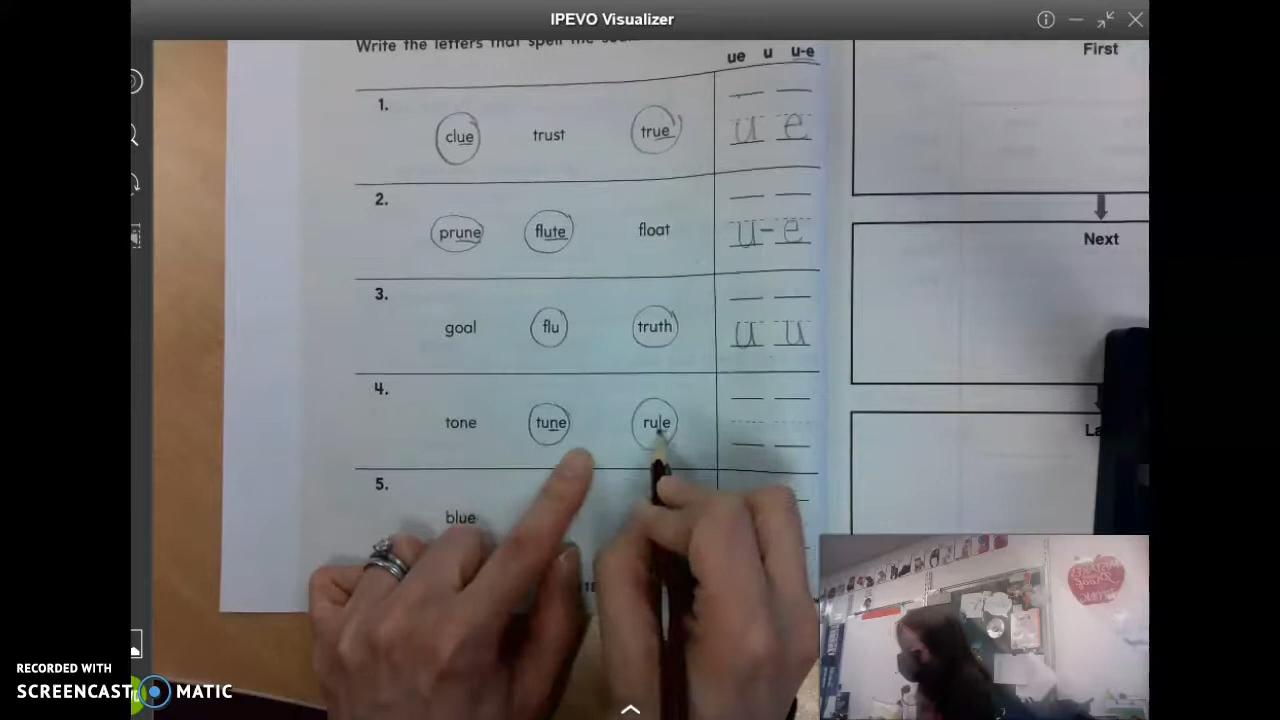 IPEVO Visualizer
Write the letters that spell the
ue u u-e
First
1. clue trust true u e
2. prune flute float u-e
Next
3. goal flu truth u u
4. tone tune rule
5. blue
RECORDED WITH
SCREENCAST MATIC